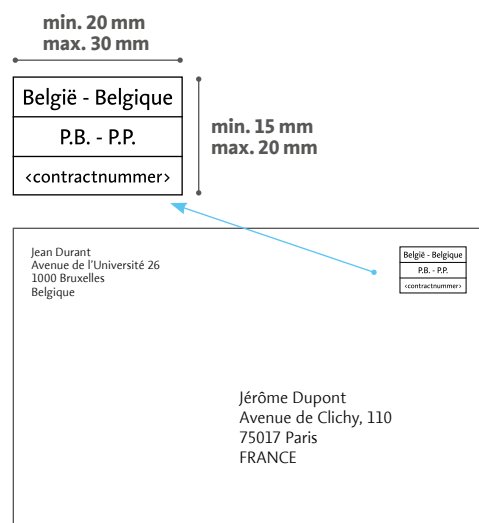 min. 20 mm
max. 30 mm
België - Belgique
P.B. - P.P.
<contractnummer>
min. 15 mm
max. 20 mm
Jean Durant
Avenue de l'Université 26
1000 Bruxelles
Belgique
België - Belgique
P.B. - P.P.
<contractnummer>
Jérôme Dupont
Avenue de Clichy, 110
75017 Paris
FRANCE